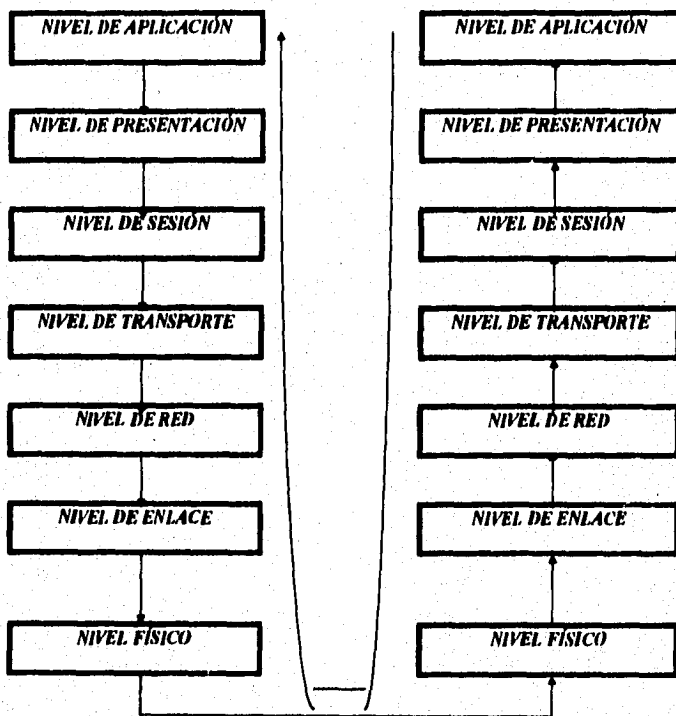 NIVEL DE APLICACIÓN
NIVEL DE PRESENTACIÓN
NIVEL DE SESIÓN
NIVEL DE TRANSPORTE
NIVEL DE RED
NIVEL DE ENLACE
NIVEL FÍSICO
NIVEL DE APLICACIÓN
NIVEL DE PRESENTACIÓN
NIVEL DE SESIÓN
NIVEL DE TRANSPORTE
NIVEL DE RED
NIVEL DE ENLACE
NIVEL FÍSICO